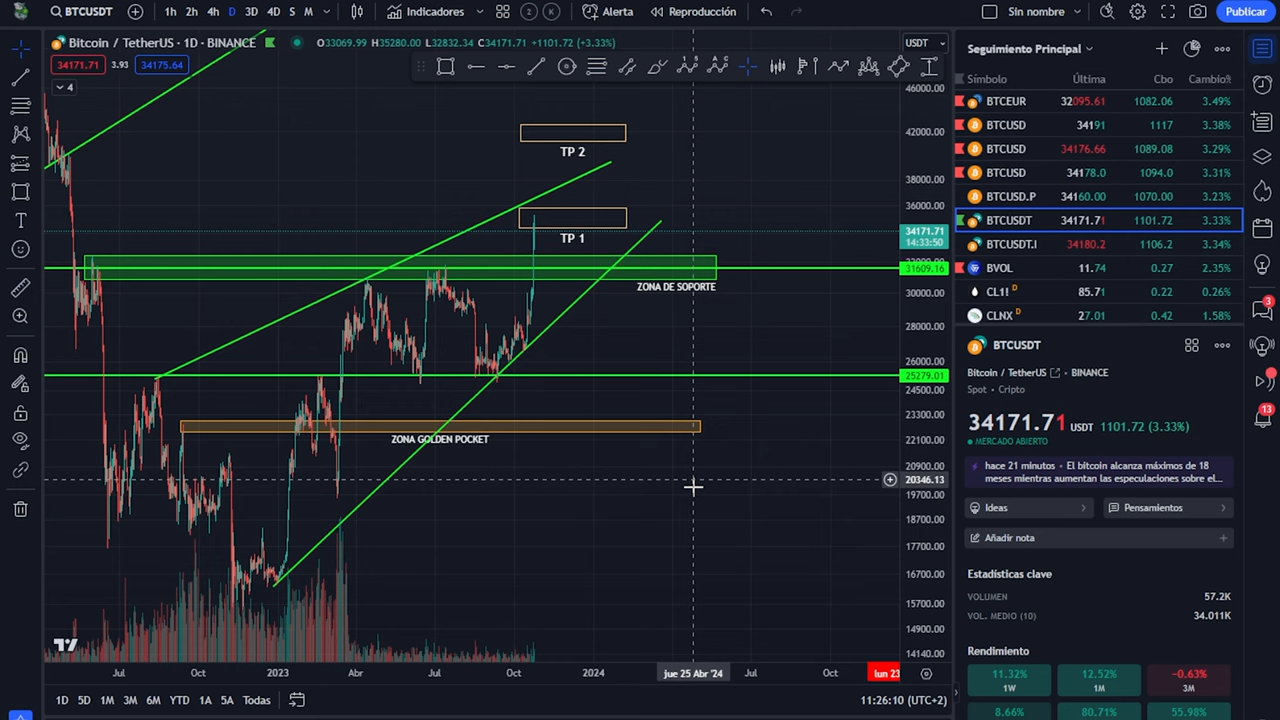 BTCUSDT 1h 2h 4h D 3D 4D S M Indicadores 2 K Alerta Reproducción Sin nombre Publicar
Bitcoin / TetherUS · 1D · BINANCE O33069.99 H35280.00 L32832.34 C34171.71 +1101.72 (+3.33%)
34171.71 3.93 34175.64
4
TP 2
TP 1
ZONA DE SOPORTE
ZONA GOLDEN POCKET
USDT
46000.00
42000.00
38000.00
36000.00
34171.71
14:33:50
31609.16
30000.00
28000.00
26000.00
25279.01
24500.00
23300.00
22100.00
20900.00
20346.13
19700.00
18700.00
17700.00
16700.00
15700.00
14900.00
14140.00
Jul Oct 2023 Abr Jul Oct 2024 jue 25 Abr '24 Jul Oct lun 23
1D 5D 1M 3M 6M YTD 1A 5A Todas 11:26:10 (UTC+2)
Seguimiento Principal
Símbolo Última Cbo Cambio%
BTCEUR 32095.61 1082.06 3.49%
BTCUSD 34191 1117 3.38%
BTCUSD 34176.66 1089.08 3.29%
BTCUSD 34178.0 1094.0 3.31%
BTCUSD.P 34160.00 1070.00 3.23%
BTCUSDT 34171.71 1101.72 3.33%
BTCUSDT.I 34180.2 1106.2 3.34%
BVOL 11.74 0.27 2.35%
CL1! D 85.71 0.22 0.26%
CLNX D 27.01 0.42 1.58%
BTCUSDT
Bitcoin / TetherUS · BINANCE
Spot · Cripto
34171.71 USDT 1101.72 (3.33%)
MERCADO ABIERTO
hace 21 minutos · El bitcoin alcanza máximos de 18
meses mientras aumentan las especulaciones sobre el...
Ideas Pensamientos
Añadir nota
Estadísticas clave
VOLUMEN 57.2K
VOL. MEDIO (10) 34.011K
Rendimiento
11.32% 12.52% −0.63%
1W 1M 3M
8.66% 80.71% 55.98%
3
13